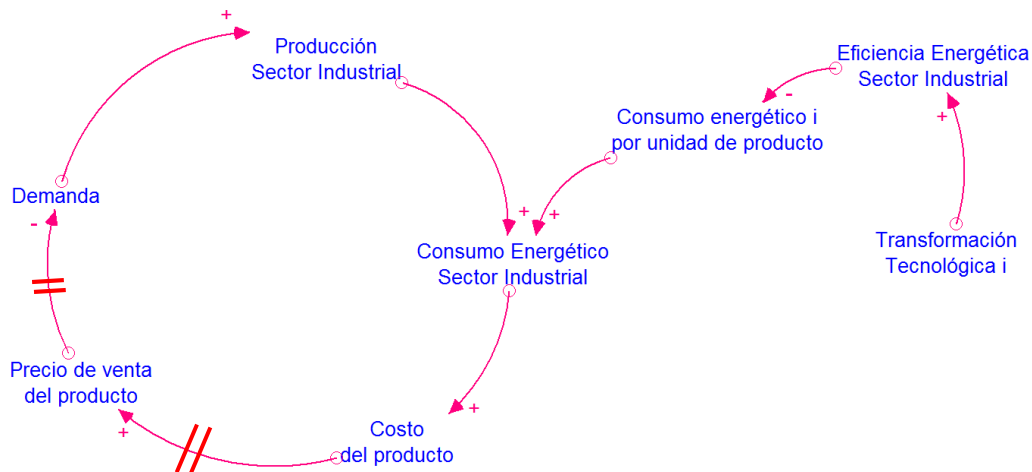 +
Producción
Sector Industrial
Eficiencia Energética
Sector Industrial
-
Consumo energético i
por unidad de producto
+
Demanda
-
+
+
Consumo Energético
Sector Industrial
Transformación
Tecnológica i
Precio de venta
del producto
+
+
Costo
del producto